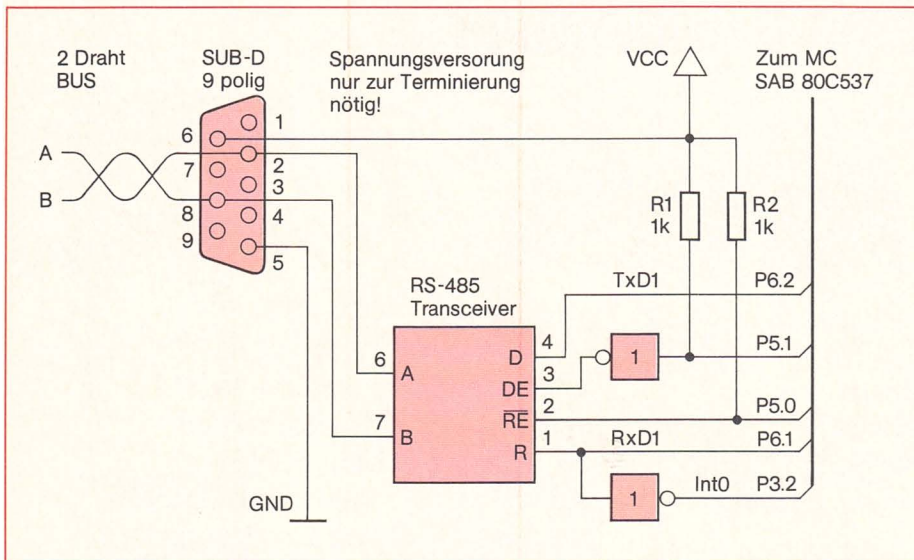 2 Draht
BUS
SUB-D
9 polig
Spannungsversorung
nur zur Terminierung
nötig!
VCC
Zum MC
SAB 80C537
1
6
A
2
7
3
B
8
4
9
5
R1
1k
R2
1k
RS-485
Transceiver
TxD1
P6.2
4
D
1
P5.1
6
A
3
DE
2
RE
P5.0
7
B
1
R
RxD1
P6.1
GND
1
Int0
P3.2